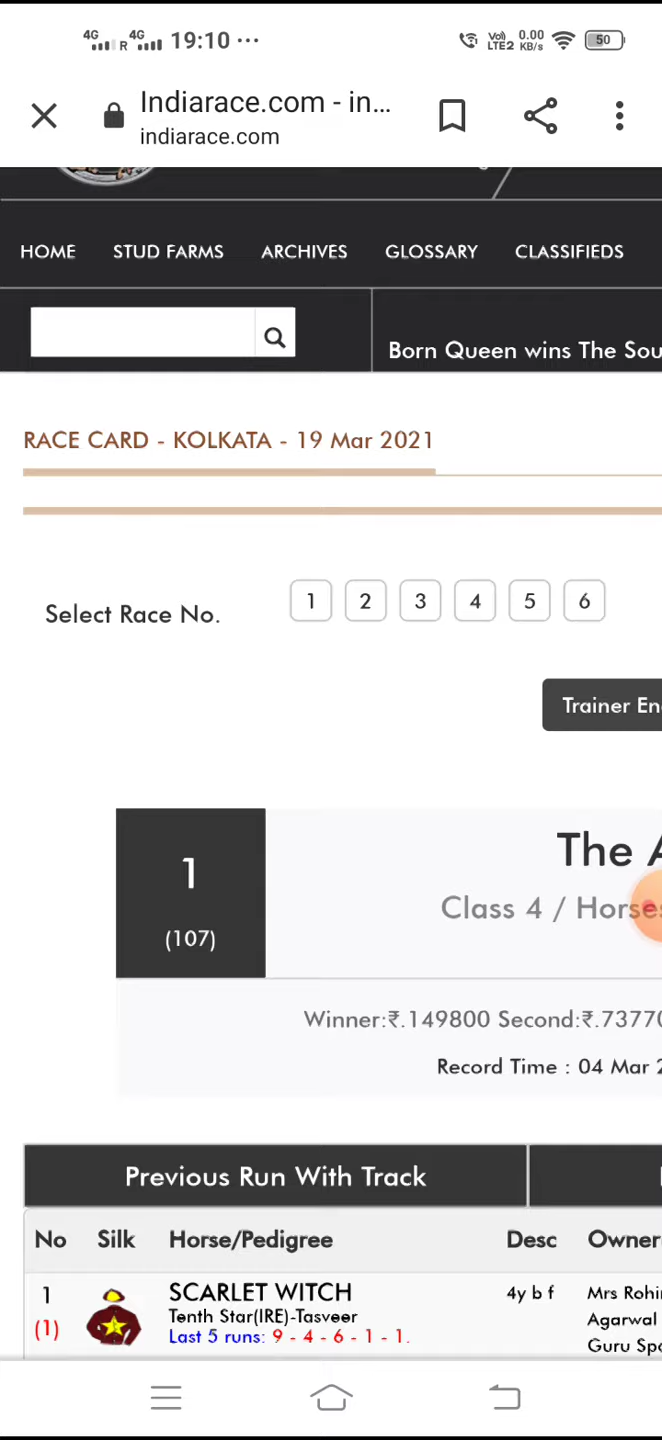 4G R 4G 19:10 ··· Vo)) LTE2 0.00 KB/s 50
Indiarace.com - in...
indiarace.com
HOME STUD FARMS ARCHIVES GLOSSARY CLASSIFIEDS
Born Queen wins The Sou
RACE CARD - KOLKATA - 19 Mar 2021
Select Race No. 1 2 3 4 5 6
Trainer En
1 The A
(107) Class 4 / Horses
Winner:₹.149800 Second:₹.73770
Record Time : 04 Mar 2
Previous Run With Track
No Silk Horse/Pedigree Desc Owner
1 SCARLET WITCH 4y b f Mrs Rohin
(1) Tenth Star(IRE)-Tasveer Agarwal
Last 5 runs: 9 - 4 - 6 - 1 - 1. Guru Spo